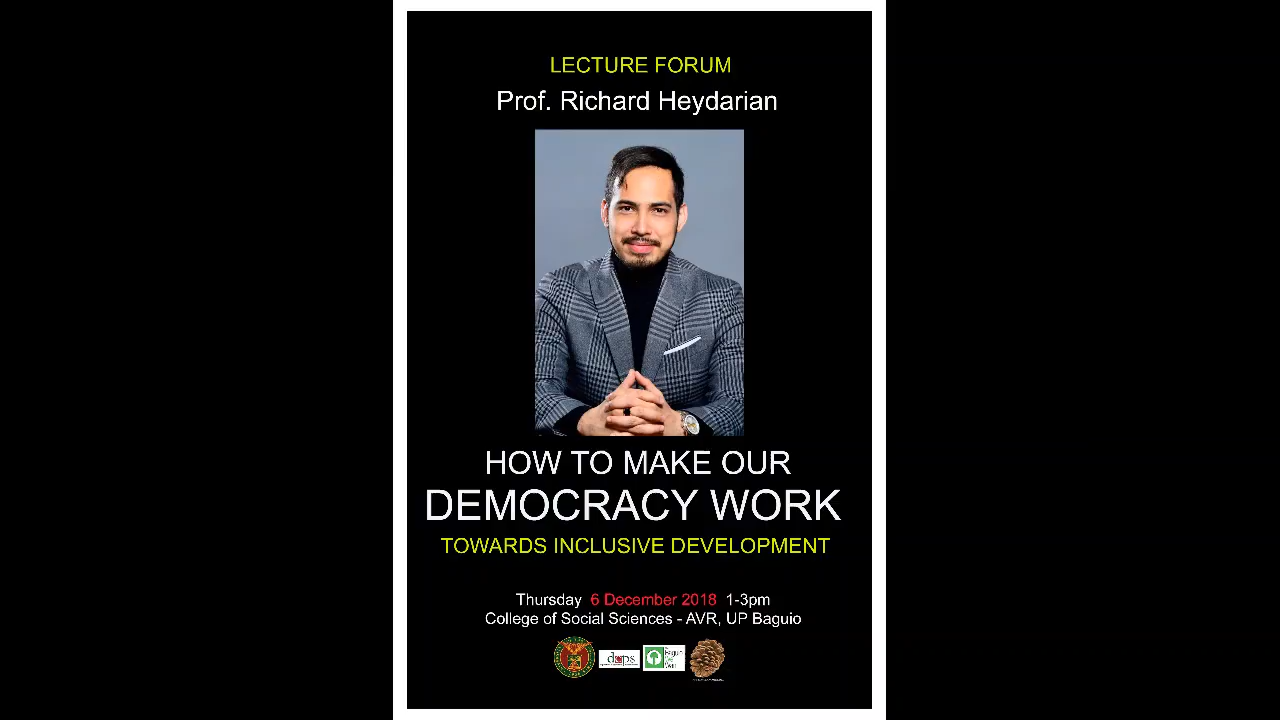 LECTURE FORUM
Prof. Richard Heydarian
HOW TO MAKE OUR
DEMOCRACY WORK
TOWARDS INCLUSIVE DEVELOPMENT
Thursday 6 December 2018 1-3pm
College of Social Sciences - AVR, UP Baguio